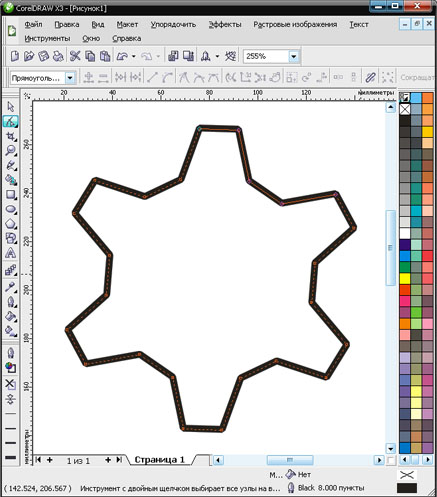 CorelDRAW X3 - [Рисунок1]
Файл Правка Вид Макет Упорядочить Эффекты Растровые изображения Текст
Инструменты Окно Справка
255%
Прямоуголь... Сокращат
20 40 60 80 100 120 140 миллиметры
260
240
220
200
180
160
миллиметры
1 из 1 Страница 1
М... Нет
( 142.524, 206.567 ) Инструмент с двойным щелчком выбирает все узлы на в... Black 8.000 пункты